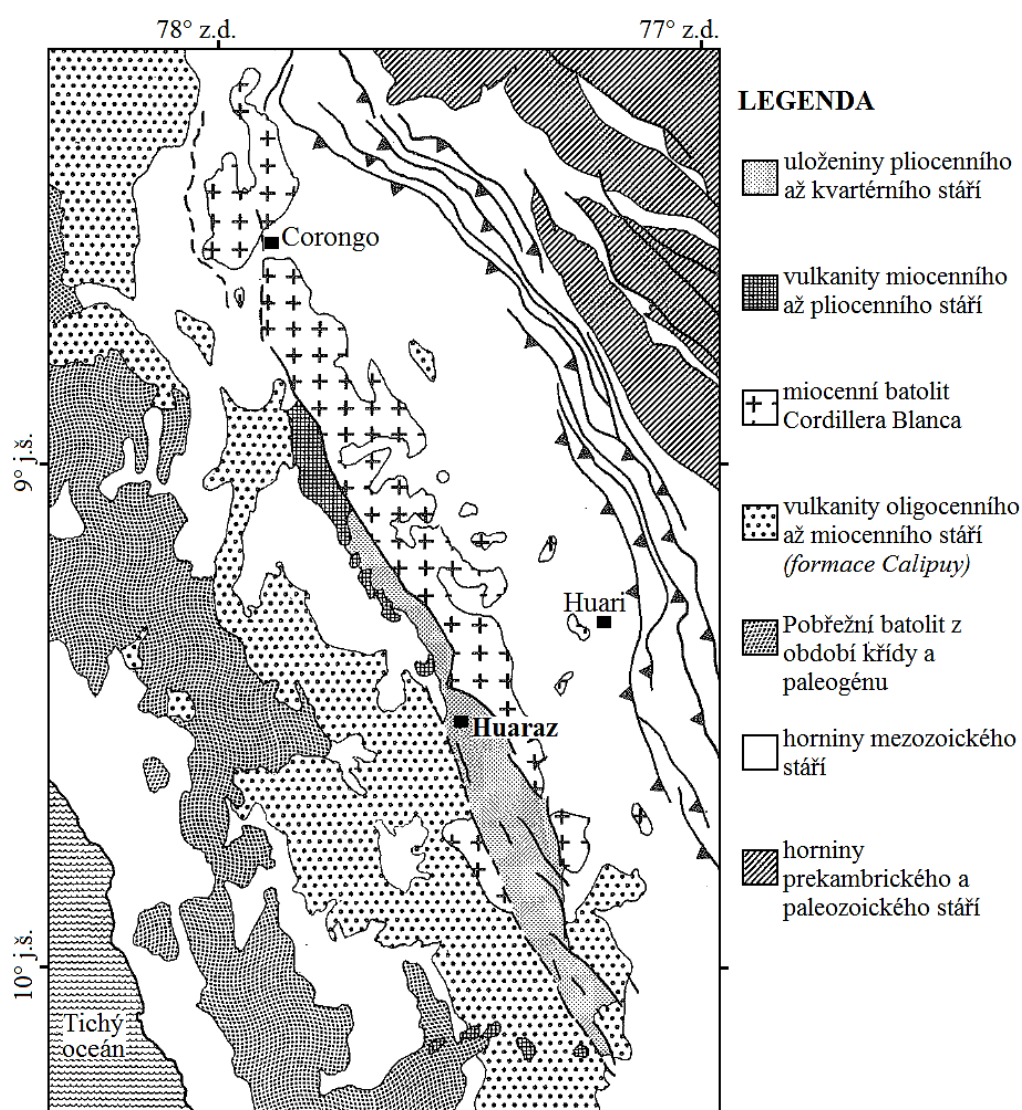 78° z.d.
77° z.d.
LEGENDA
uloženiny pliocenního
až kvartérního stáří
Corongo
vulkanity miocenního
až pliocenního stáří
miocenní batolit
Cordillera Blanca
9° j.š.
vulkanity oligocenního
až miocenního stáří
(formace Calipuy)
Huari
Pobřežní batolit z
období křídy a
paleogénu
Huaraz
horniny mezozoického
stáří
horniny
prekambrického a
paleozoického stáří
10° j.š.
Tichý
oceán